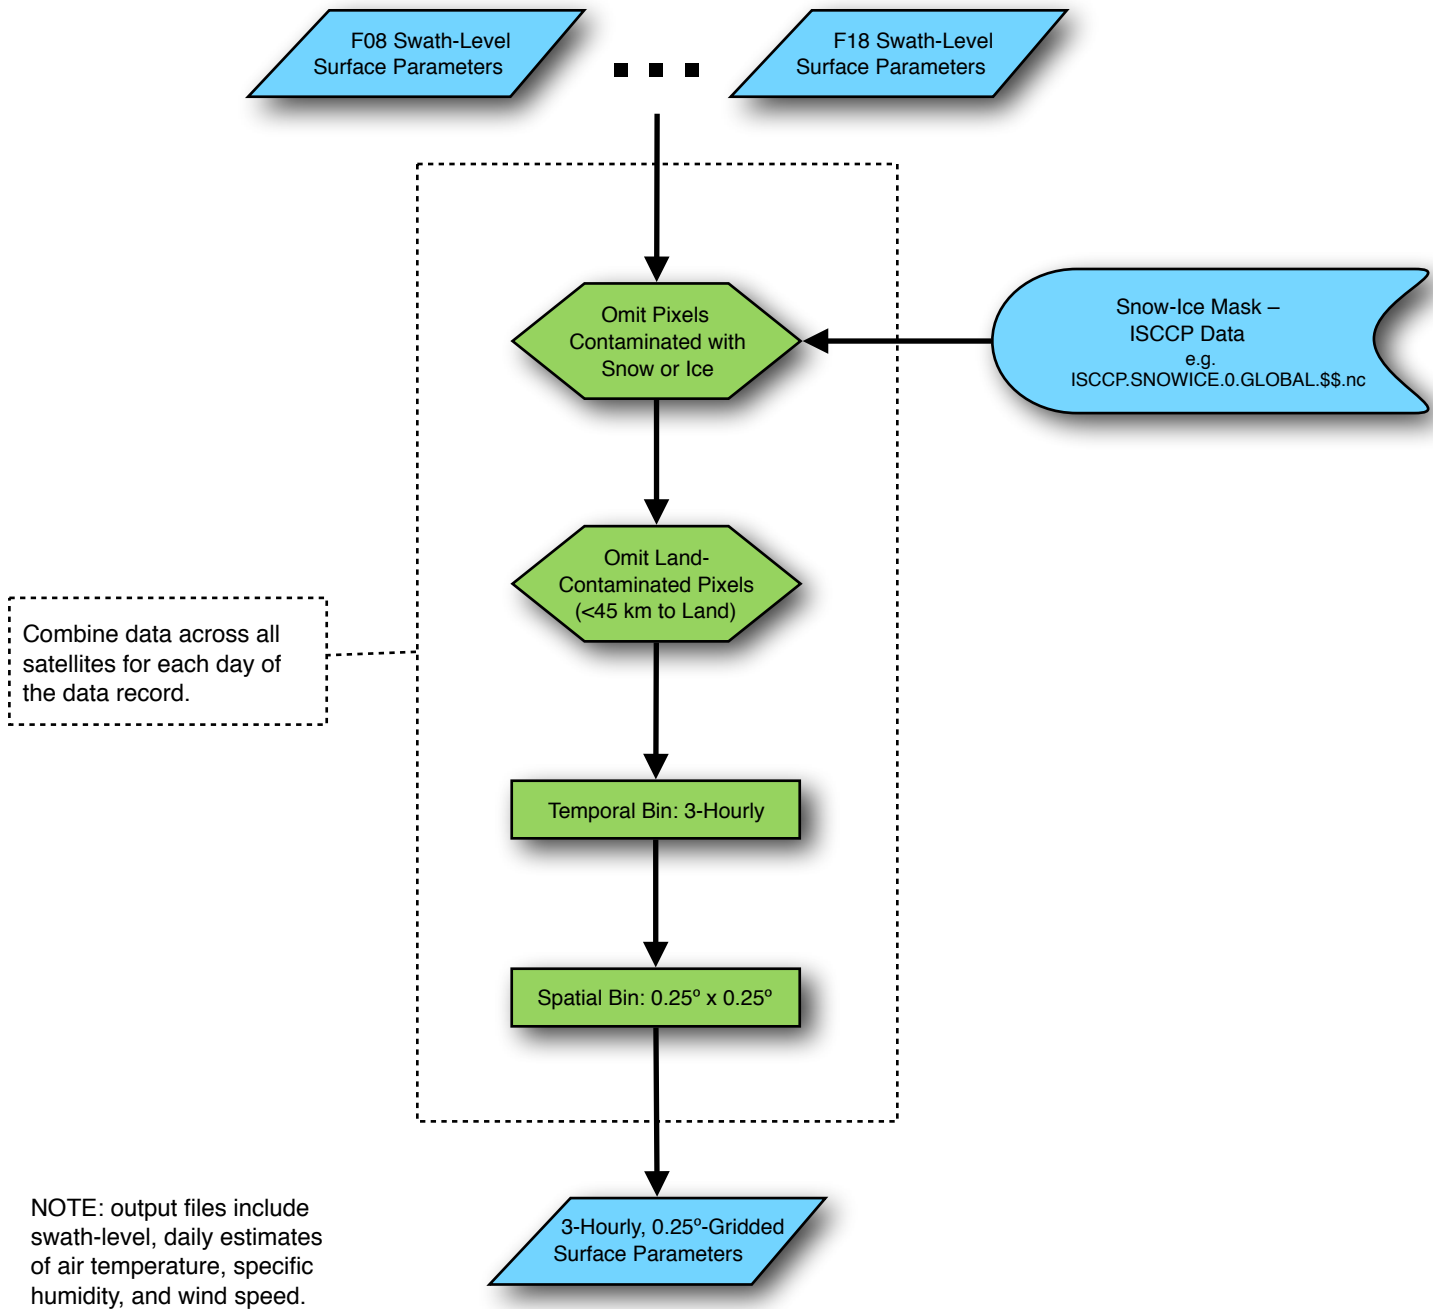 F08 Swath-Level
Surface Parameters
F18 Swath-Level
Surface Parameters
Omit Pixels
Contaminated with
Snow or Ice
Snow-Ice Mask –
ISCCP Data
e.g.
ISCCP.SNOWICE.0.GLOBAL.$$.nc
Omit Land-
Contaminated Pixels
(<45 km to Land)
Combine data across all
satellites for each day of
the data record.
Temporal Bin: 3-Hourly
Spatial Bin: 0.25º x 0.25º
3-Hourly, 0.25º-Gridded
Surface Parameters
NOTE: output files include
swath-level, daily estimates
of air temperature, specific
humidity, and wind speed.